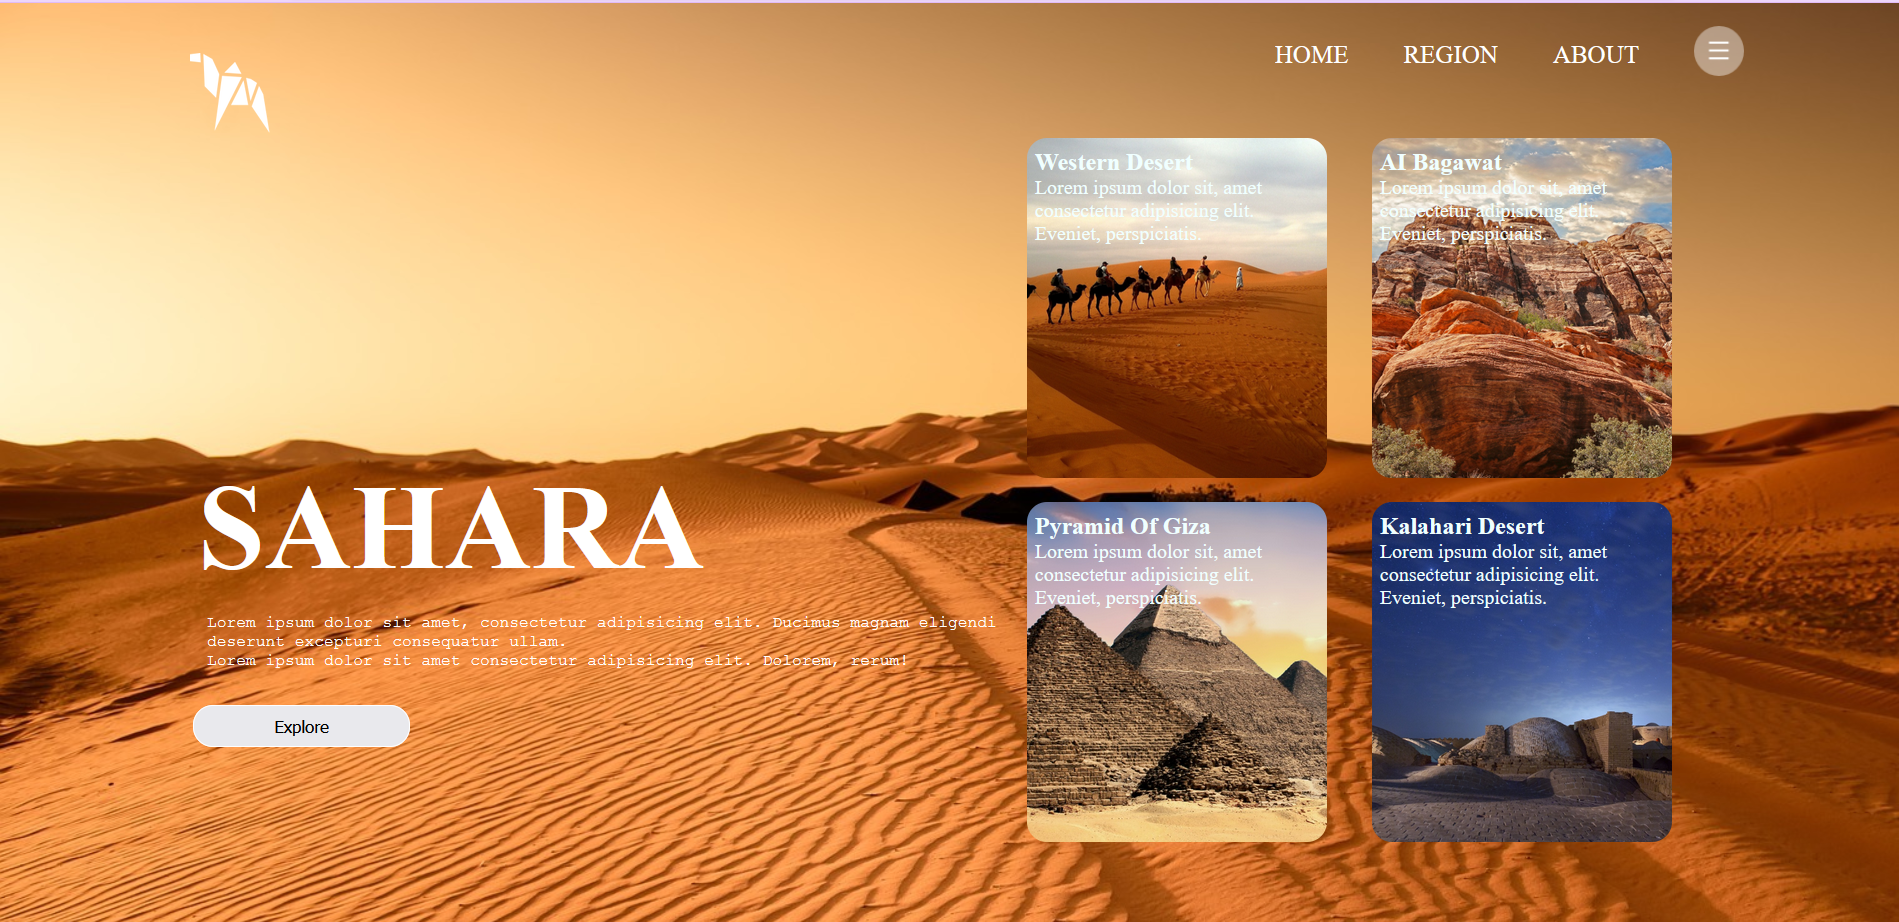 HOME
REGION
ABOUT
Western Desert
Lorem ipsum dolor sit, amet
consectetur adipisicing elit.
Eveniet, perspiciatis.
AI Bagawat
Lorem ipsum dolor sit, amet
consectetur adipisicing elit.
Eveniet, perspiciatis.
SAHARA
Lorem ipsum dolor sit amet, consectetur adipisicing elit. Ducimus magnam eligendi
deserunt excepturi consequatur ullam.
Lorem ipsum dolor sit amet consectetur adipisicing elit. Dolorem, rerum!
Explore
Pyramid Of Giza
Lorem ipsum dolor sit, amet
consectetur adipisicing elit.
Eveniet, perspiciatis.
Kalahari Desert
Lorem ipsum dolor sit, amet
consectetur adipisicing elit.
Eveniet, perspiciatis.